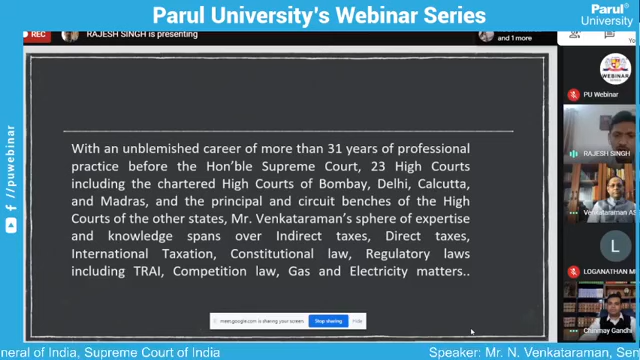 Parul University's Webinar Series
Parul®
University
REC
RAJESH SINGH is presenting
and 1 more
Yo
WEBINAR
PU Webinar
With an unblemished career of more than 31 years of professional
practice before the Hon'ble Supreme Court, 23 High Courts
including the chartered High Courts of Bombay, Delhi, Calcutta,
and Madras, and the principal and circuit benches of the High
Courts of the other states, Mr. Venkataraman's sphere of expertise
and knowledge spans over Indirect taxes, Direct taxes,
International Taxation, Constitutional law, Regulatory laws
including TRAI, Competition law, Gas and Electricity matters..
RAJESH SINGH
Venkataraman AS
L
LOGANATHAN M
Chinmay Gandhi
meet.google.com is sharing your screen.
Stop sharing
Hide
f //puwebinar
neral of India, Supreme Court of India
Speaker: Mr. N. Venkataraman, Sen